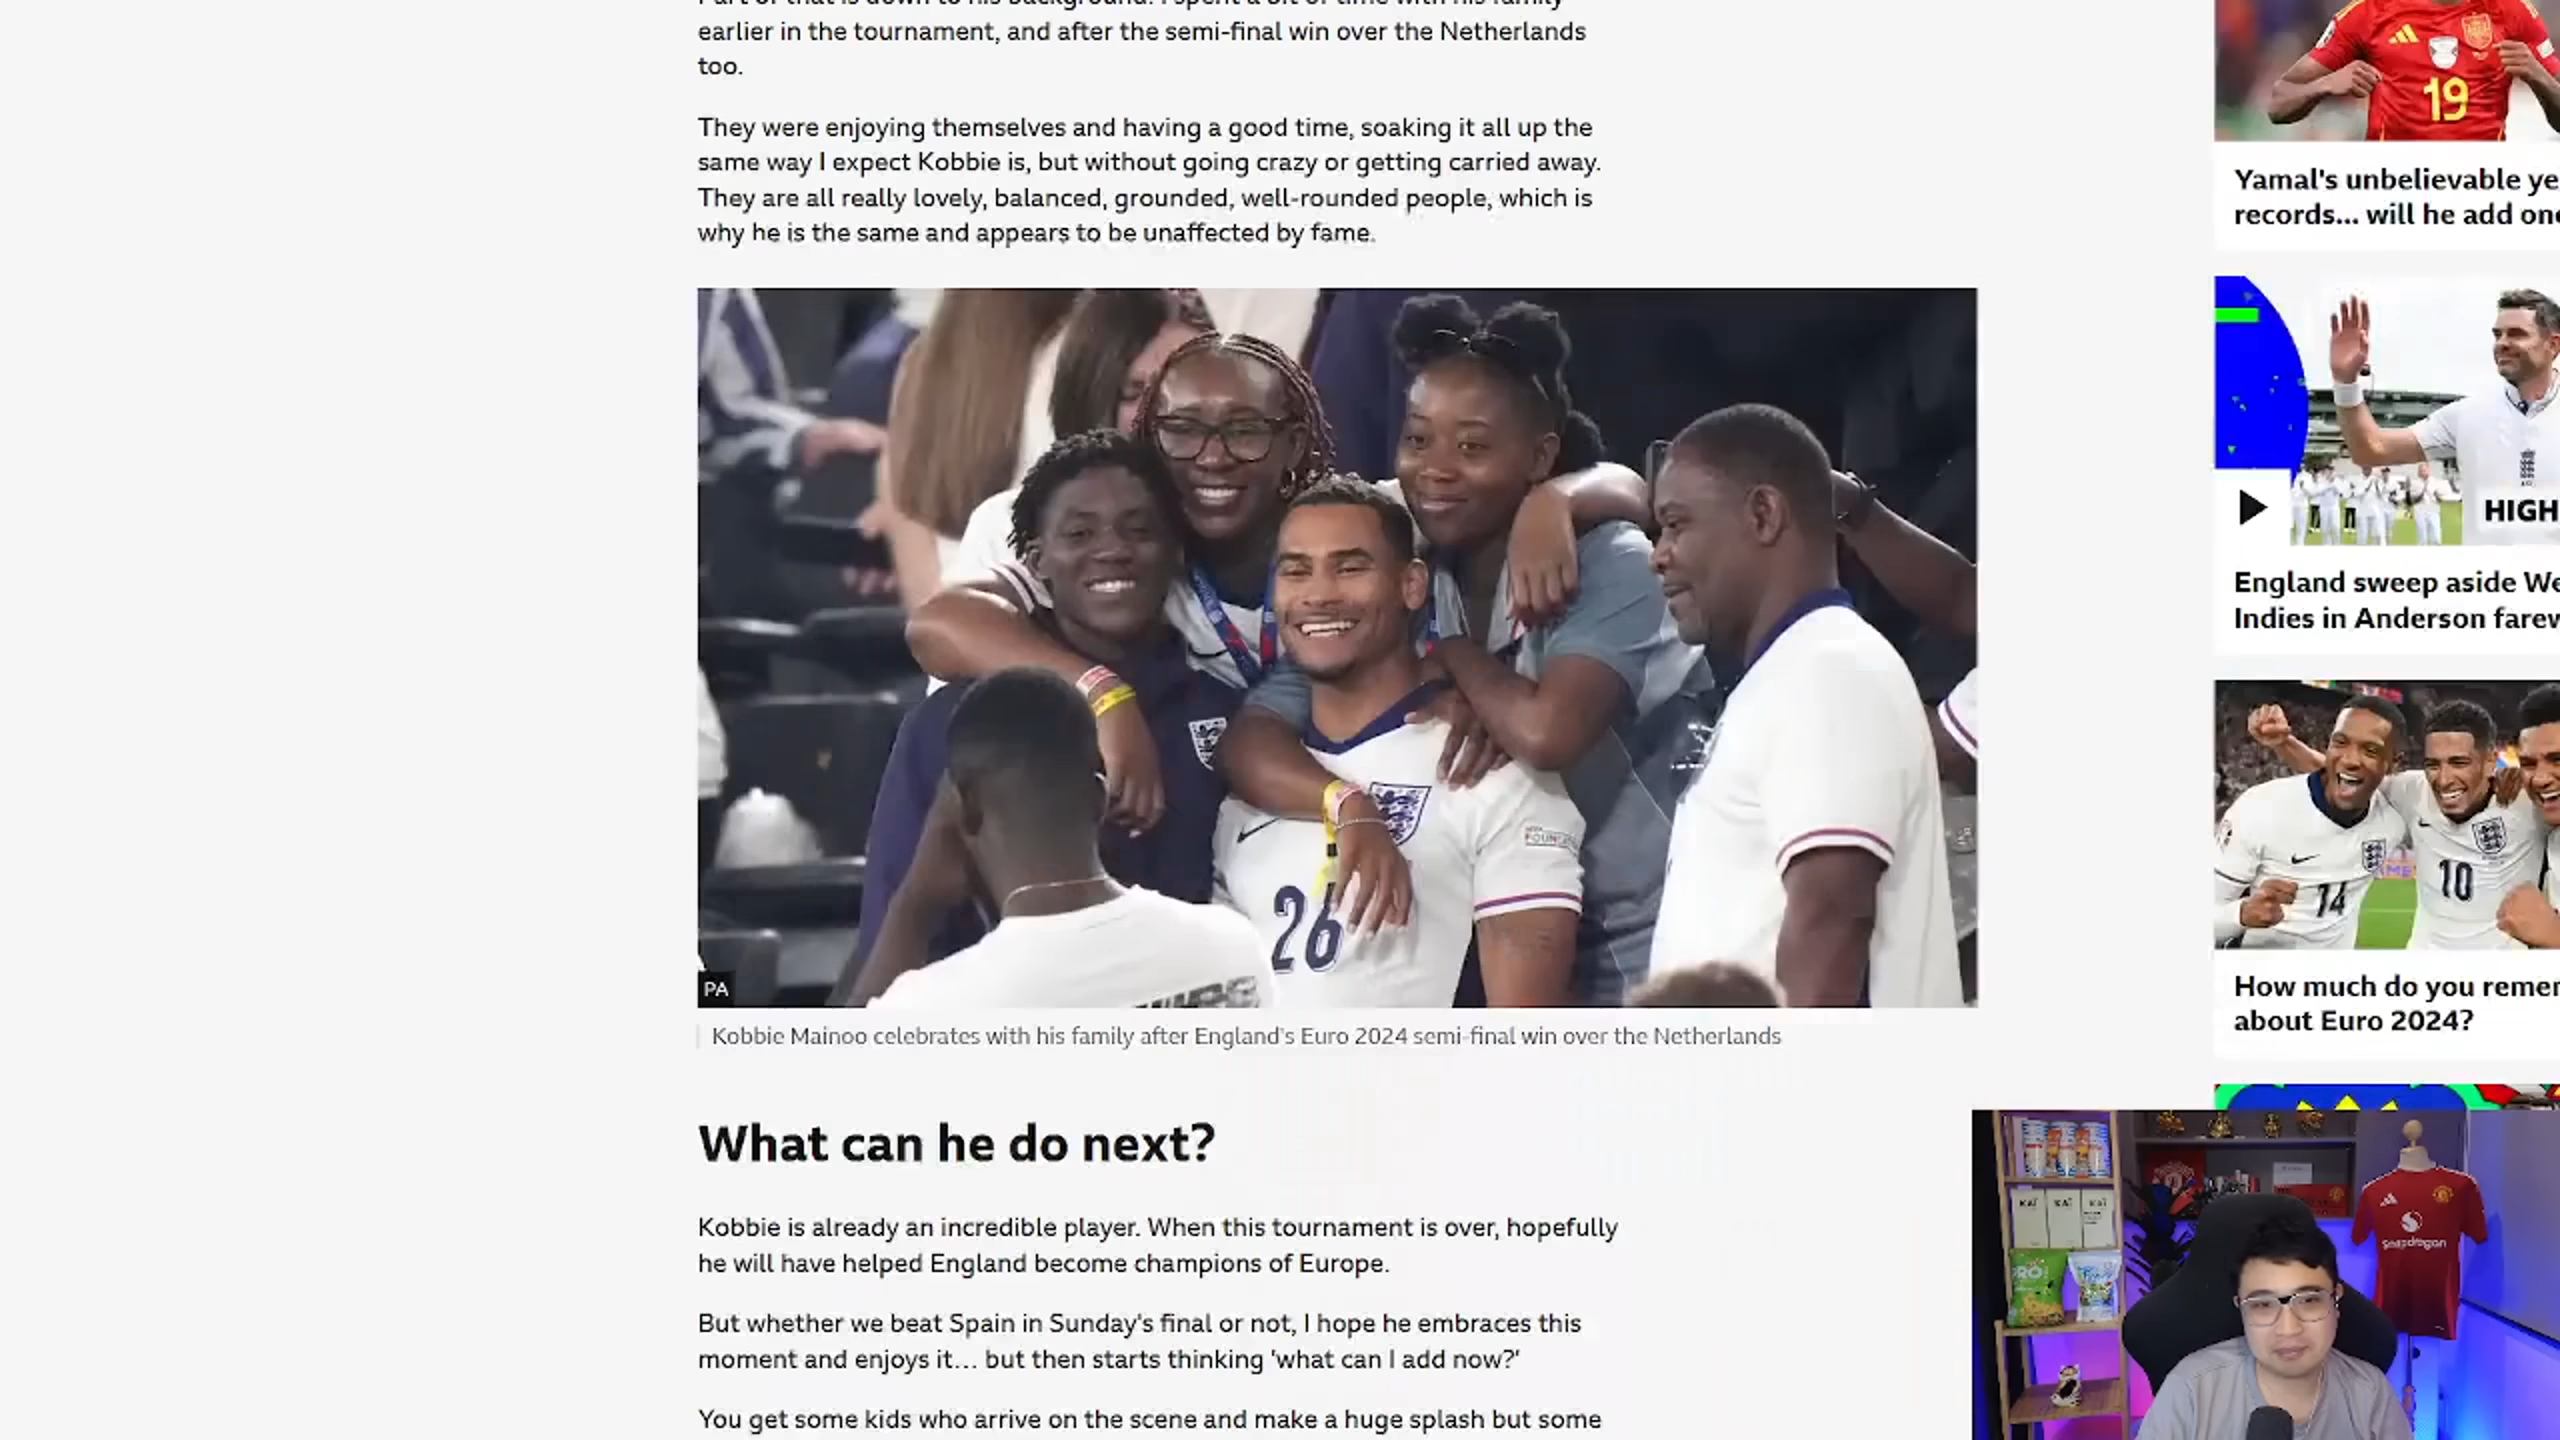 earlier in the tournament, and after the semi-final win over the Netherlands
too.
They were enjoying themselves and having a good time, soaking it all up the
same way I expect Kobbie is, but without going crazy or getting carried away.
They are all really lovely, balanced, grounded, well-rounded people, which is
why he is the same and appears to be unaffected by fame.
26
PA
Kobbie Mainoo celebrates with his family after England's Euro 2024 semi-final win over the Netherlands
What can he do next?
Kobbie is already an incredible player. When this tournament is over, hopefully
he will have helped England become champions of Europe.
But whether we beat Spain in Sunday's final or not, I hope he embraces this
moment and enjoys it... but then starts thinking 'what can I add now?'
You get some kids who arrive on the scene and make a huge splash but some
19
Yamal's unbelievable ye
records... will he add on
HIGH
England sweep aside We
Indies in Anderson farew
14
10
How much do you remer
about Euro 2024?
KAI KAI KAI
Snapdragon